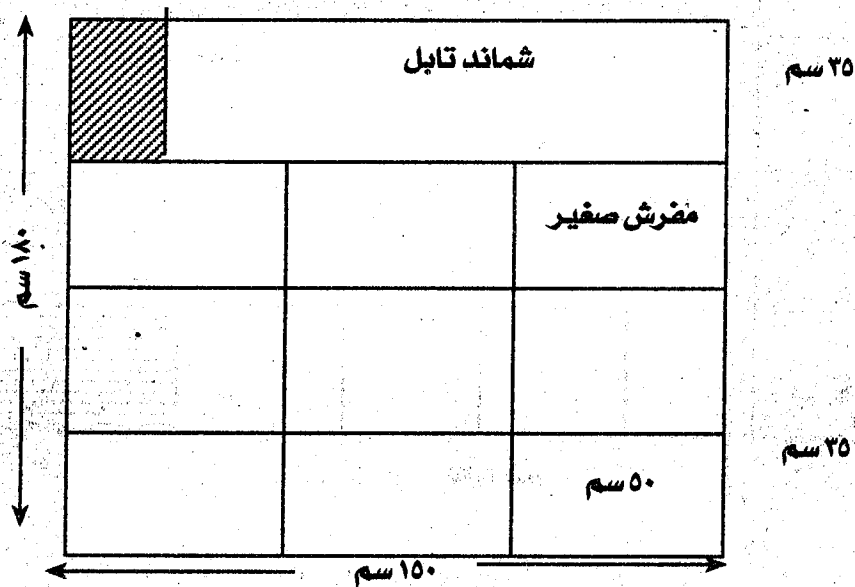 شماند تابل
٣٥ سم
مفرش صغير
١٨٠ سم
٣٥ سم
٥٠ سم
١٥٠ سم